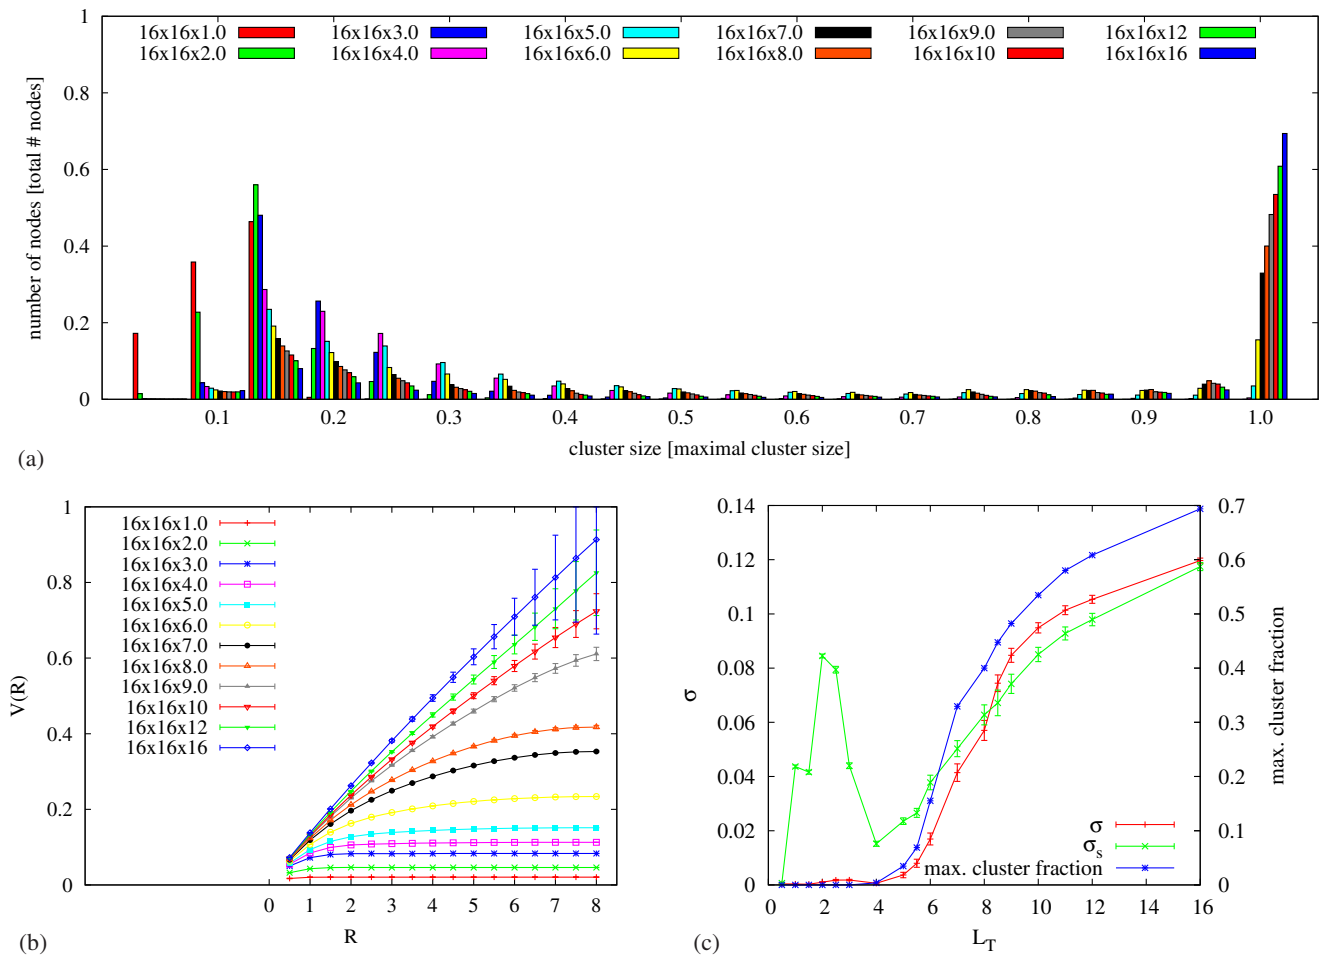 16x16x1.0 16x16x3.0 16x16x5.0 16x16x7.0 16x16x9.0 16x16x12
16x16x2.0 16x16x4.0 16x16x6.0 16x16x8.0 16x16x10 16x16x16
number of nodes [total # nodes]
1
0.8
0.6
0.4
0.2
0
0.1 0.2 0.3 0.4 0.5 0.6 0.7 0.8 0.9 1.0
cluster size [maximal cluster size]
(a)
V(R)
1
0.8
0.6
0.4
0.2
0
16x16x1.0
16x16x2.0
16x16x3.0
16x16x4.0
16x16x5.0
16x16x6.0
16x16x7.0
16x16x8.0
16x16x9.0
16x16x10
16x16x12
16x16x16
0 1 2 3 4 5 6 7 8
R
(b)
σ
0.14
0.12
0.1
0.08
0.06
0.04
0.02
0
σ
σs
max. cluster fraction
0.7
0.6
0.5
0.4
0.3
0.2
0.1
0
max. cluster fraction
0 2 4 6 8 10 12 14 16
LT
(c)